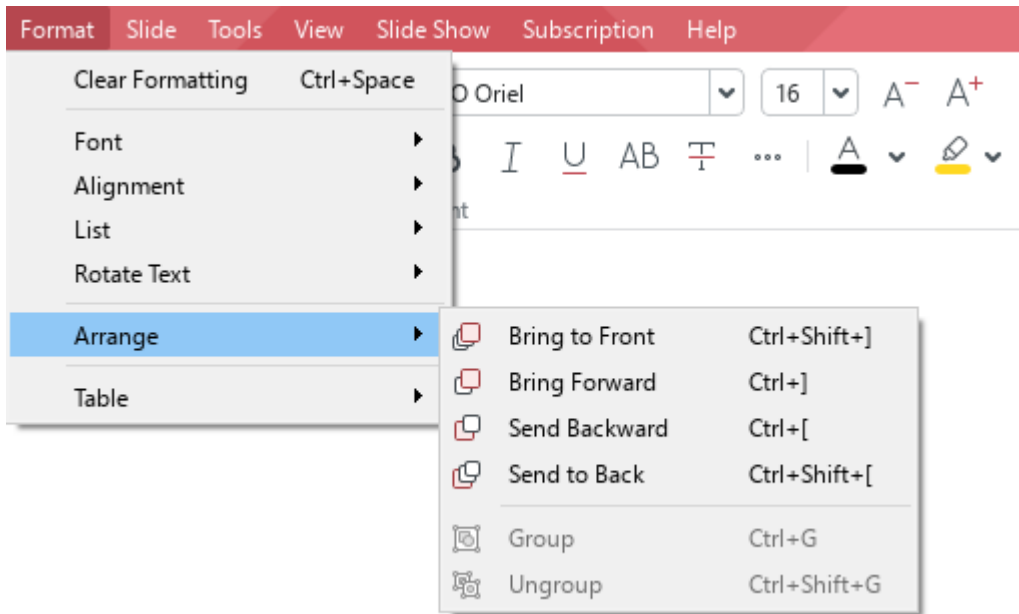 Format Slide Tools View Slide Show Subscription Help
Clear Formatting Ctrl+Space
O Oriel 16 A− A+
Font
I U AB T A
Alignment
nt
List
Rotate Text
Arrange
Bring to Front Ctrl+Shift+]
Bring Forward Ctrl+]
Table
Send Backward Ctrl+[
Send to Back Ctrl+Shift+[
Group Ctrl+G
Ungroup Ctrl+Shift+G